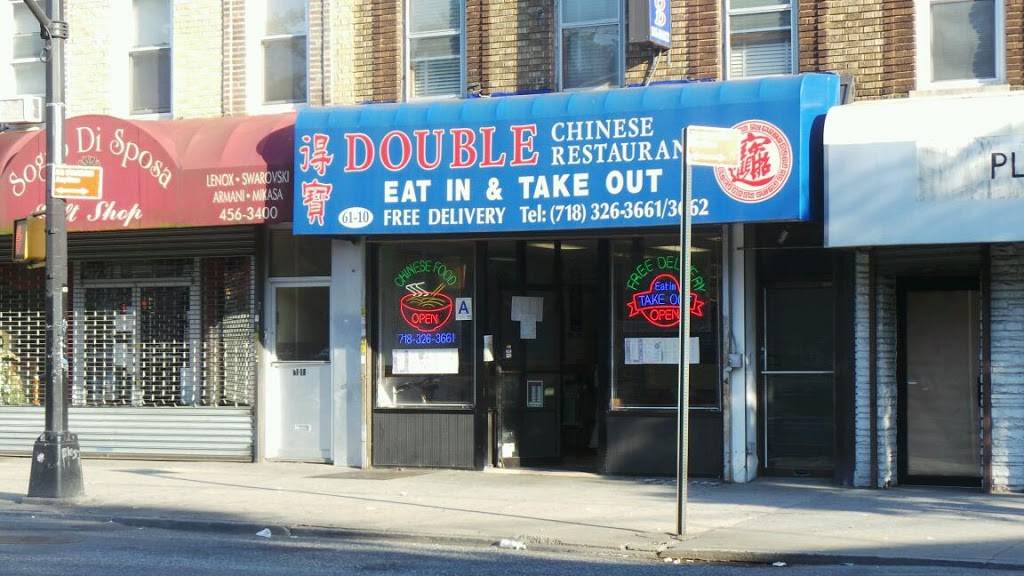 Sogno Di Sposa
Gift Shop
LENOX • SWAROVSKI
ARMANI • MIKASA
456-3400
得寶
DOUBLE
CHINESE
RESTAURAN
EAT IN & TAKE OUT
61-10
FREE DELIVERY Tel: (718) 326-3661/3662
CHINESE FOOD
OPEN
718-326-3661
A
FREE DELIVERY
Eat in
TAKE OUT
OPEN
PL